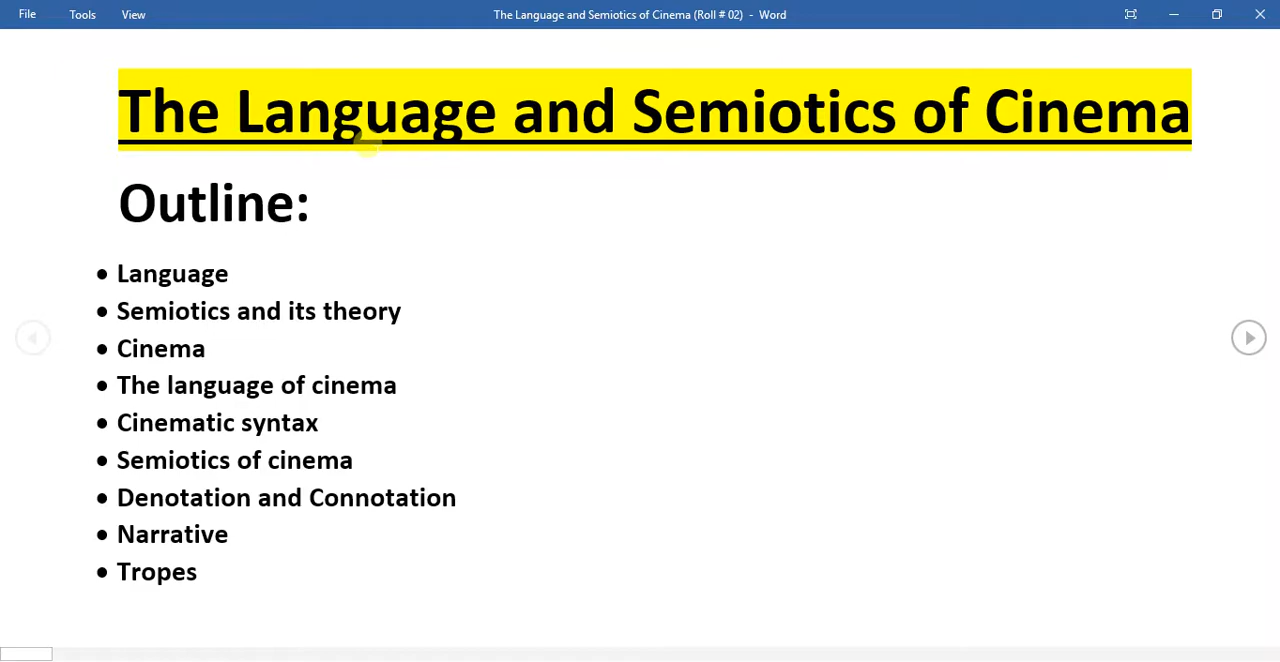 File Tools View The Language and Semiotics of Cinema (Roll # 02) - Word
The Language and Semiotics of Cinema
Outline:
• Language
• Semiotics and its theory
• Cinema
• The language of cinema
• Cinematic syntax
• Semiotics of cinema
• Denotation and Connotation
• Narrative
• Tropes